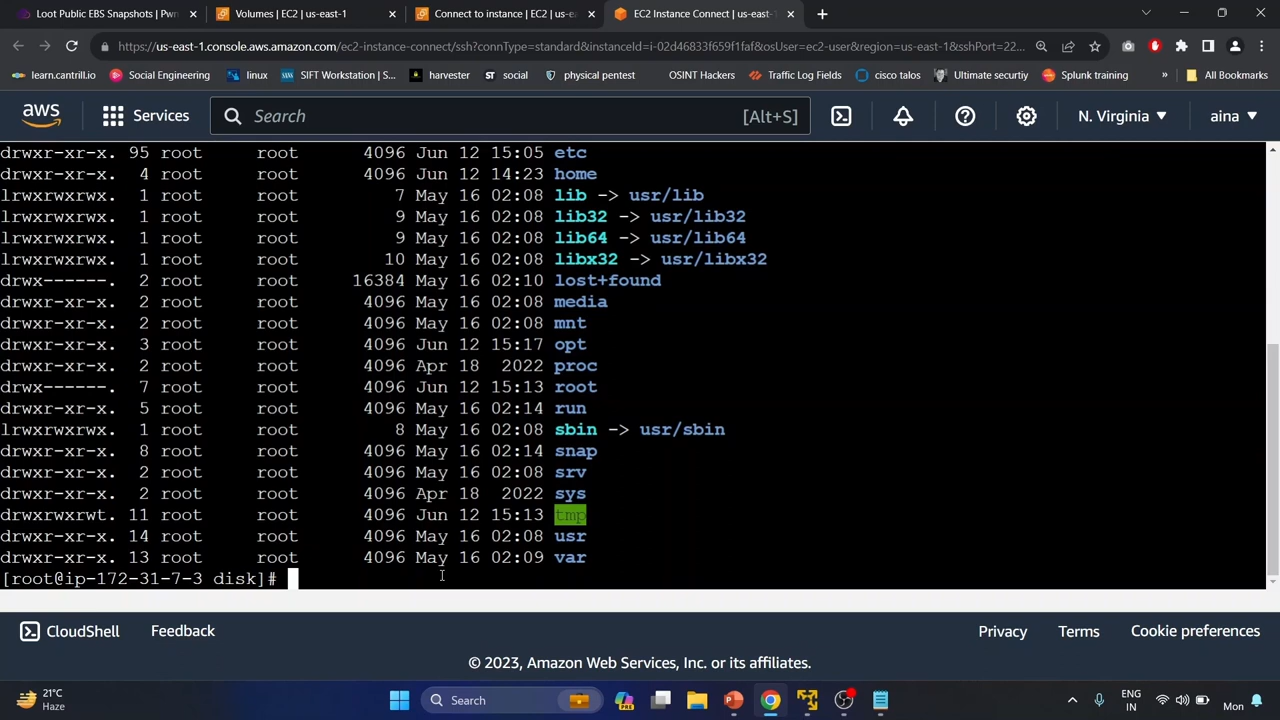 Loot Public EBS Snapshots | Pwn
Volumes | EC2 | us-east-1
Connect to instance | EC2 | us-ea
EC2 Instance Connect | us-east-1
https://us-east-1.console.aws.amazon.com/ec2-instance-connect/ssh?connType=standard&instanceId=i-02d46833f659f1faf&osUser=ec2-user&region=us-east-1&sshPort=22...
learn.cantrill.io
Social Engineering
linux
SIFT Workstation | S...
harvester
ST social
physical pentest
OSINT Hackers
Traffic Log Fields
cisco talos
Ultimate securtiy
Splunk training
»
All Bookmarks
aws
Services
Search
[Alt+S]
N. Virginia
aina
drwxr-xr-x. 95 root root 4096 Jun 12 15:05 etc
drwxr-xr-x. 4 root root 4096 Jun 12 14:23 home
lrwxrwxrwx. 1 root root 7 May 16 02:08 lib -> usr/lib
lrwxrwxrwx. 1 root root 9 May 16 02:08 lib32 -> usr/lib32
lrwxrwxrwx. 1 root root 9 May 16 02:08 lib64 -> usr/lib64
lrwxrwxrwx. 1 root root 10 May 16 02:08 libx32 -> usr/libx32
drwx------. 2 root root 16384 May 16 02:10 lost+found
drwxr-xr-x. 2 root root 4096 May 16 02:08 media
drwxr-xr-x. 2 root root 4096 May 16 02:08 mnt
drwxr-xr-x. 3 root root 4096 Jun 12 15:17 opt
drwxr-xr-x. 2 root root 4096 Apr 18 2022 proc
drwx------. 7 root root 4096 Jun 12 15:13 root
drwxr-xr-x. 5 root root 4096 May 16 02:14 run
lrwxrwxrwx. 1 root root 8 May 16 02:08 sbin -> usr/sbin
drwxr-xr-x. 8 root root 4096 May 16 02:14 snap
drwxr-xr-x. 2 root root 4096 May 16 02:08 srv
drwxr-xr-x. 2 root root 4096 Apr 18 2022 sys
drwxrwxrwt. 11 root root 4096 Jun 12 15:13 tmp
drwxr-xr-x. 14 root root 4096 May 16 02:08 usr
drwxr-xr-x. 13 root root 4096 May 16 02:09 var
[root@ip-172-31-7-3 disk]#
CloudShell
Feedback
Privacy
Terms
Cookie preferences
© 2023, Amazon Web Services, Inc. or its affiliates.
21°C
Haze
Search
ENG
IN
Mon